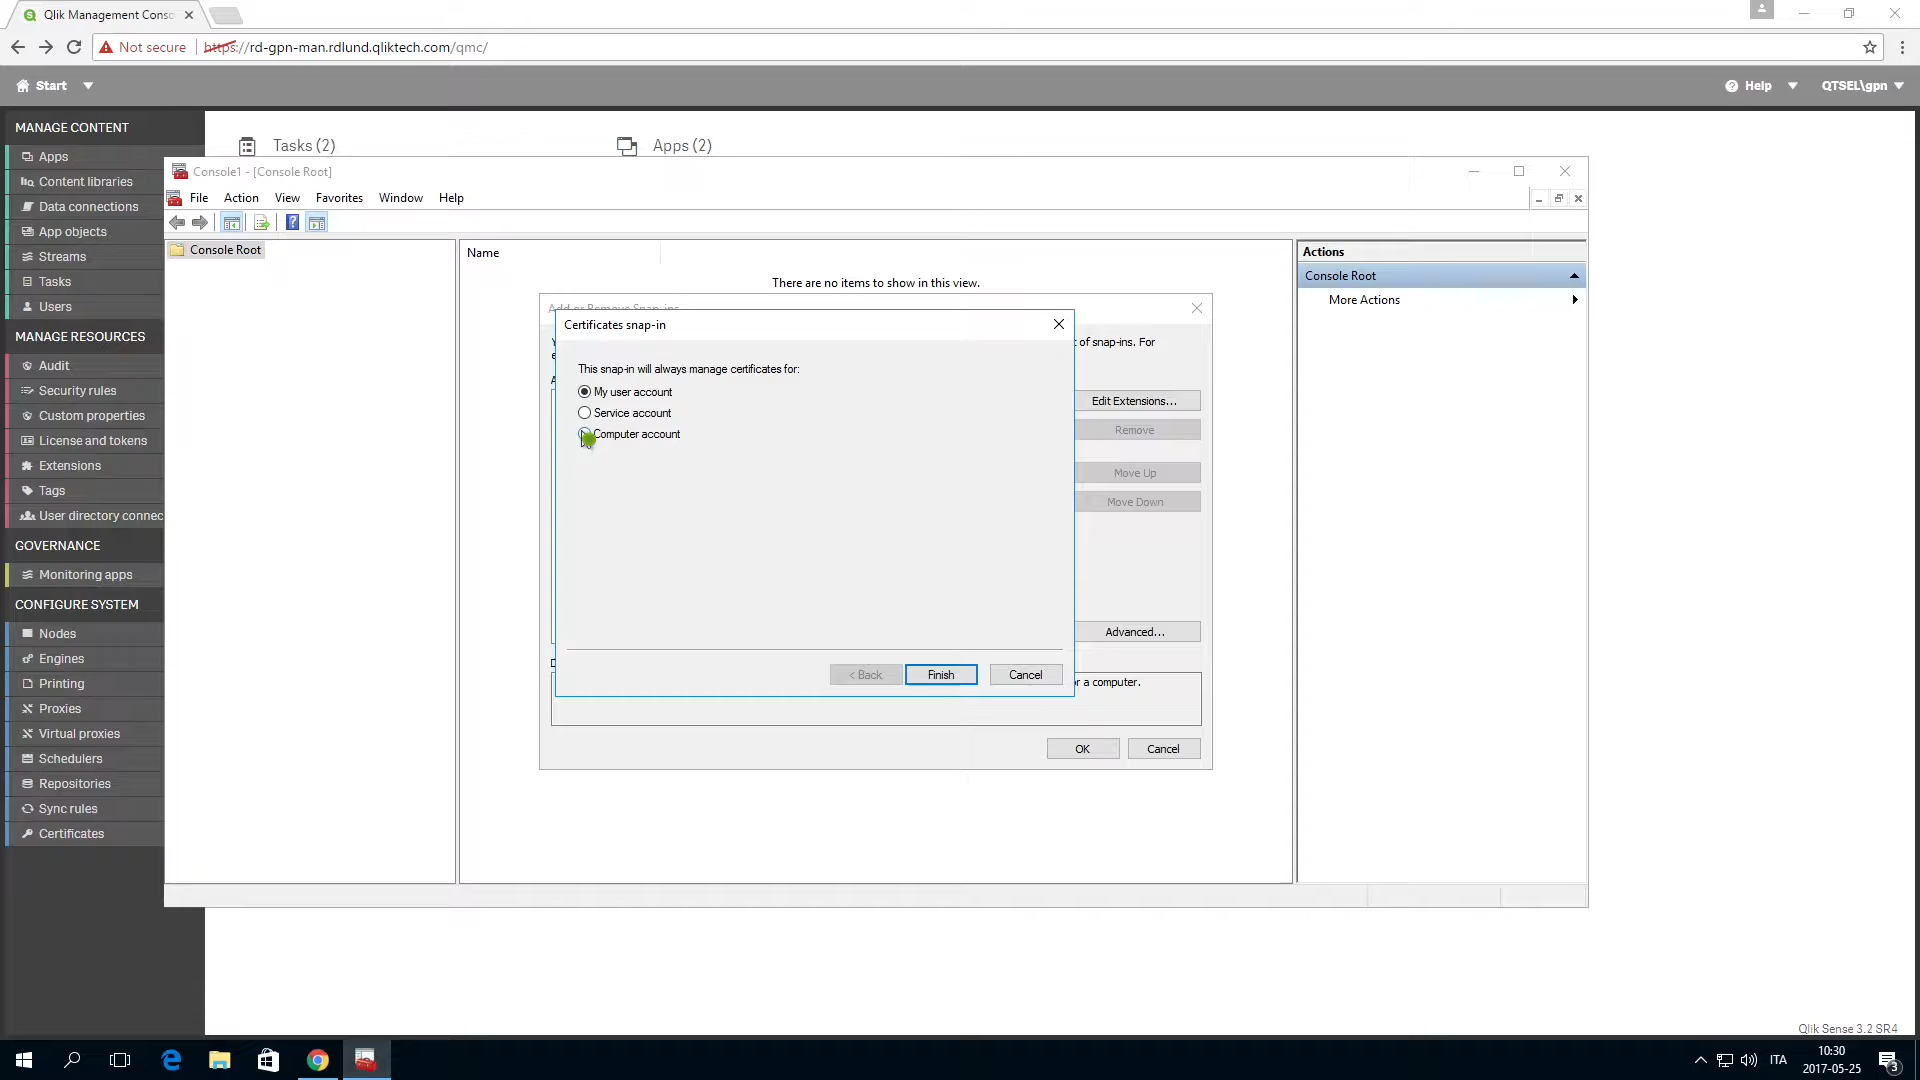 Qlik Management Conso
Not secure
https://rd-gpn-man.rdlund.qliktech.com/qmc/
Start
Help
QTSEL\gpn
MANAGE CONTENT
Apps
Content libraries
Data connections
App objects
Streams
Tasks
Users
MANAGE RESOURCES
Audit
Security rules
Custom properties
License and tokens
Extensions
Tags
User directory connec
GOVERNANCE
Monitoring apps
CONFIGURE SYSTEM
Nodes
Engines
Printing
Proxies
Virtual proxies
Schedulers
Repositories
Sync rules
Certificates
Tasks (2)
Apps (2)
Console1 - [Console Root]
File Action View Favorites Window Help
Console Root
Name
There are no items to show in this view.
Actions
Console Root
More Actions
Add or Remove Snap-ins
of snap-ins. For
Edit Extensions...
Remove
Move Up
Move Down
Advanced...
or a computer.
OK
Cancel
Certificates snap-in
This snap-in will always manage certificates for:
My user account
Service account
Computer account
< Back
Finish
Cancel
Qlik Sense 3.2 SR4
ITA
10:30
2017-05-25
3